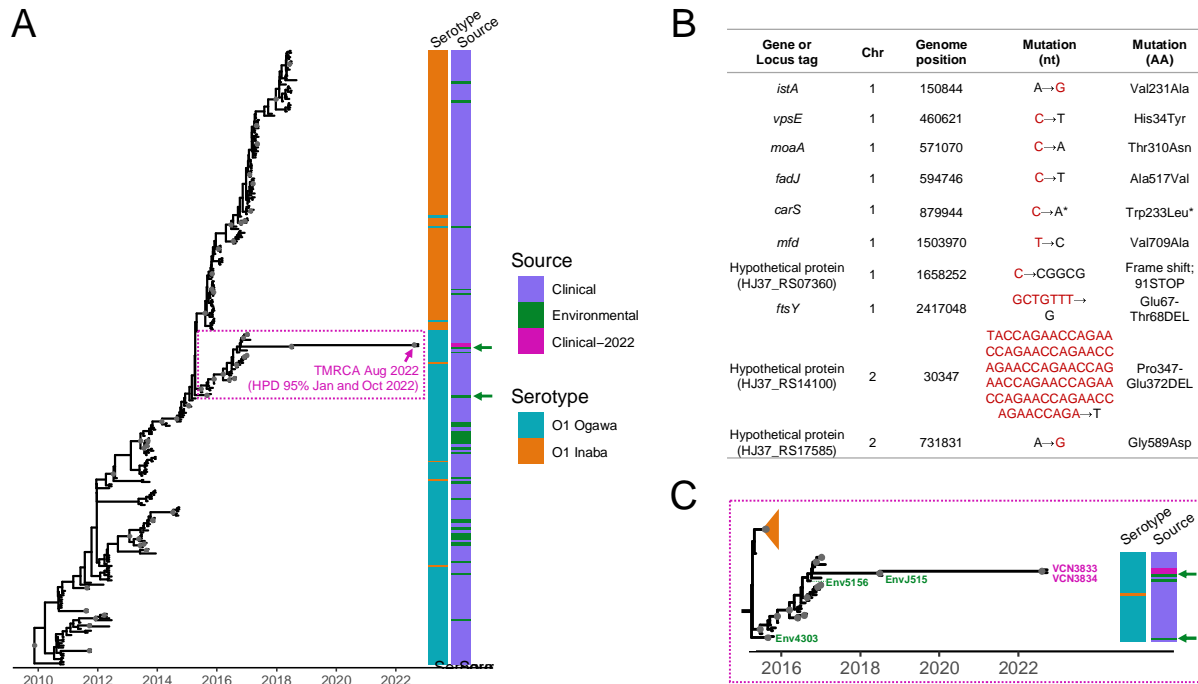 A
Serotype
Source
Source
Clinical
Environmental
Clinical−2022
Serotype
O1 Ogawa
O1 Inaba
TMRCA Aug 2022
(HPD 95% Jan and Oct 2022)
2010 2012 2014 2016 2018 2020 2022
B
Gene or Locus tag Chr Genome position Mutation (nt) Mutation (AA)
istA 1 150844 A→G Val231Ala
vpsE 1 460621 C→T His34Tyr
moaA 1 571070 C→A Thr310Asn
fadJ 1 594746 C→T Ala517Val
carS 1 879944 C→A* Trp233Leu*
mfd 1 1503970 T→C Val709Ala
Hypothetical protein (HJ37_RS07360) 1 1658252 C→CGGCG Frame shift; 91STOP
ftsY 1 2417048 GCTGTTT→ G Glu67- Thr68DEL
Hypothetical protein (HJ37_RS14100) 2 30347
TACCAGAACCAGAA
CCAGAACCAGAACC
AGAACCAGAACCAG
AACCAGAACCAGAA
CCAGAACCAGAACC
AGAACCAGA→T
Pro347-
Glu372DEL
Hypothetical protein (HJ37_RS17585) 2 731831 A→G Gly589Asp
C
Serotype
Source
VCN3833
VCN3834
Env5156
EnvJ515
Env4303
2016 2018 2020 2022